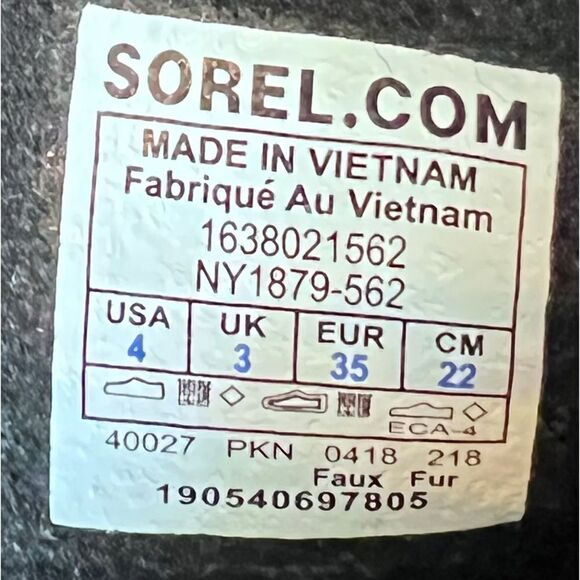 SOREL.COM
MADE IN VIETNAM
Fabriqué Au Vietnam
1638021562
NY1879-562
USA UK EUR CM
4 3 35 22
ECA-4
40027 PKN 0418 218
Faux Fur
190540697805